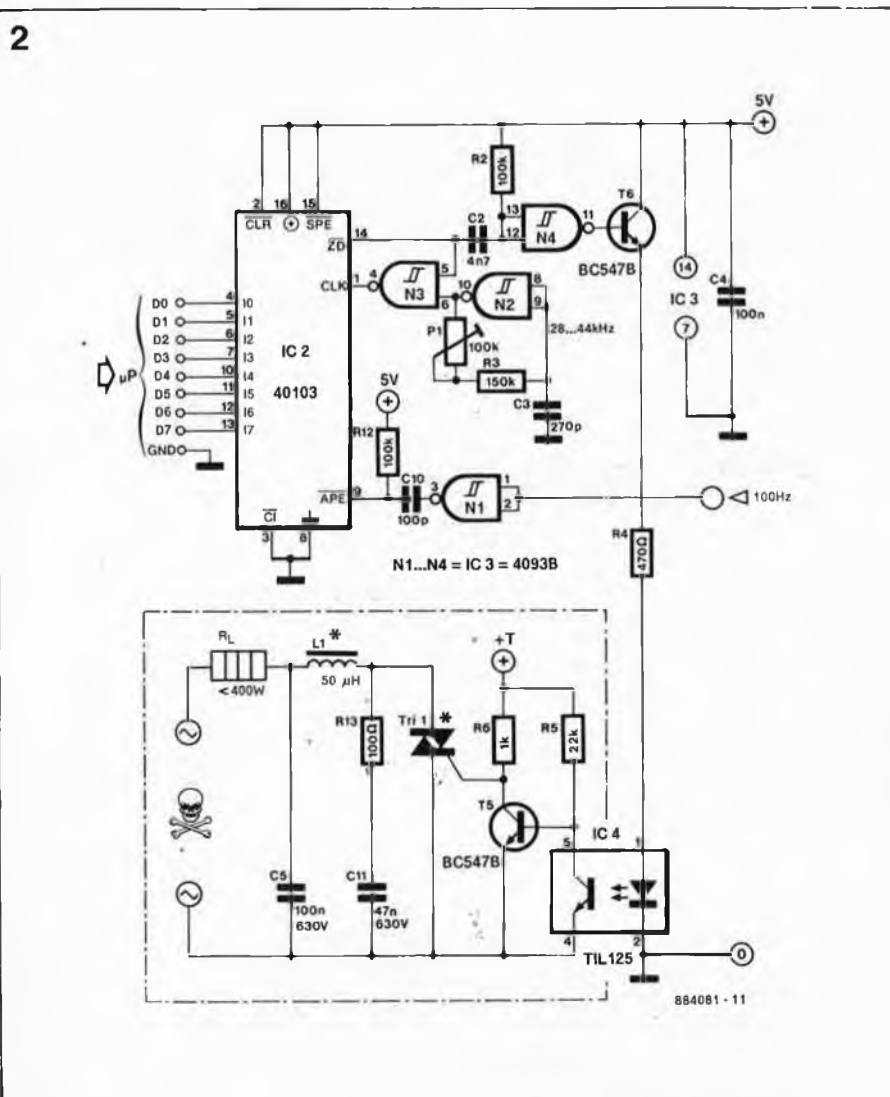 2
5V
+
R2
100k
T6
2 16 15
CLR + SPE
ZD 14
C2
4n7
13
12
N4
11
BC547B
14
IC 3
7
C4
100n
CLK 1 4
N3
5
6
10
N2
8
9
28...44kHz
P1
100k
R3
150k
C3
270p
D0 4 I0
D1 5 I1
D2 6 I2
D3 7 I3
D4 10 I4
D5 11 I5
D6 12 I6
D7 13 I7
GND
µP
IC 2
40103
5V
+
R12
100k
APE 9
C10
100p
3
N1
1
2
100Hz
CI
3 8
N1...N4 = IC 3 = 4093B
R4
470Ω
RL
<400W
L1 *
50 µH
+T
+
R13
100Ω
Tri 1 *
R6
1k
R5
22k
T5
BC547B
IC 4
5 1
4 2
C5
100n
630V
C11
47n
630V
TIL125
0
884081 - 11